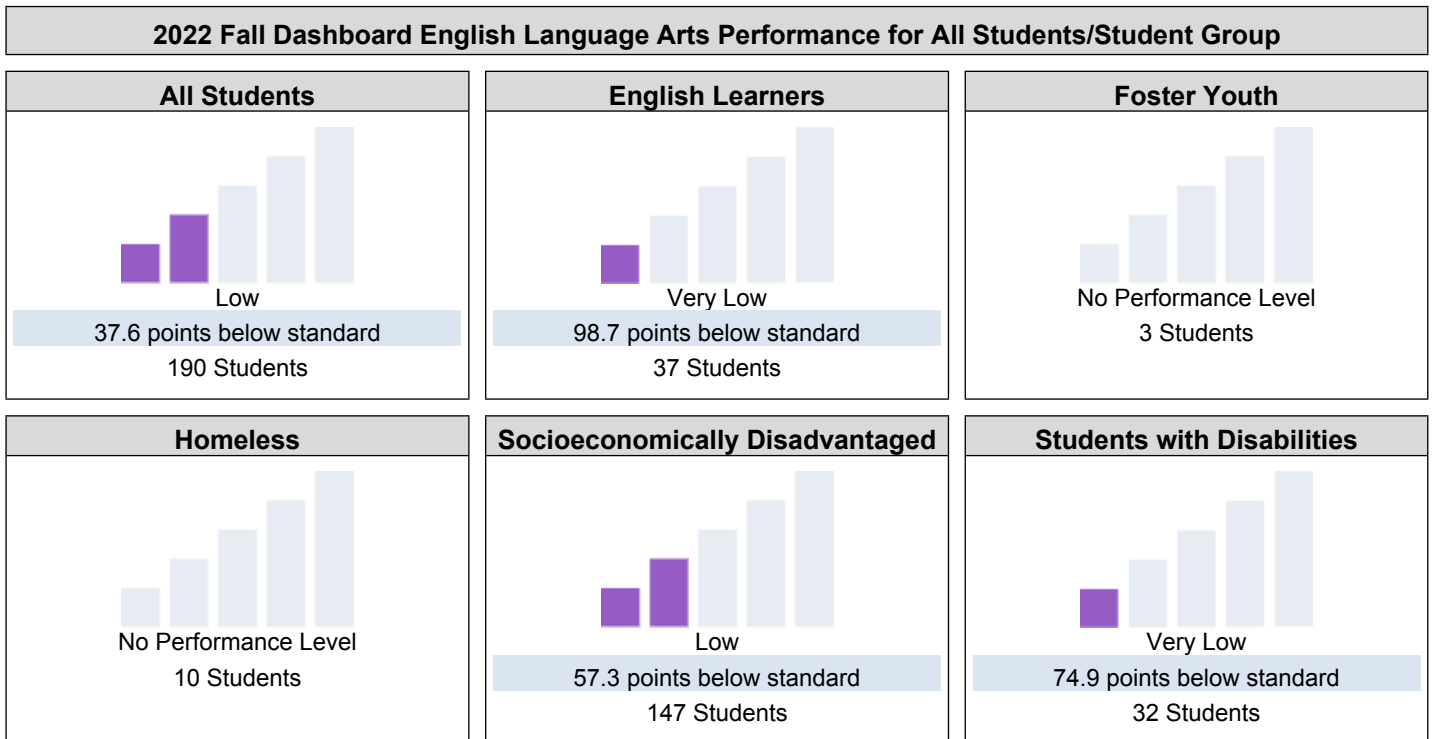 2022 Fall Dashboard English Language Arts Performance for All Students/Student Group
All Students
Low
37.6 points below standard
190 Students
English Learners
Very Low
98.7 points below standard
37 Students
Foster Youth
No Performance Level
3 Students
Homeless
No Performance Level
10 Students
Socioeconomically Disadvantaged
Low
57.3 points below standard
147 Students
Students with Disabilities
Very Low
74.9 points below standard
32 Students